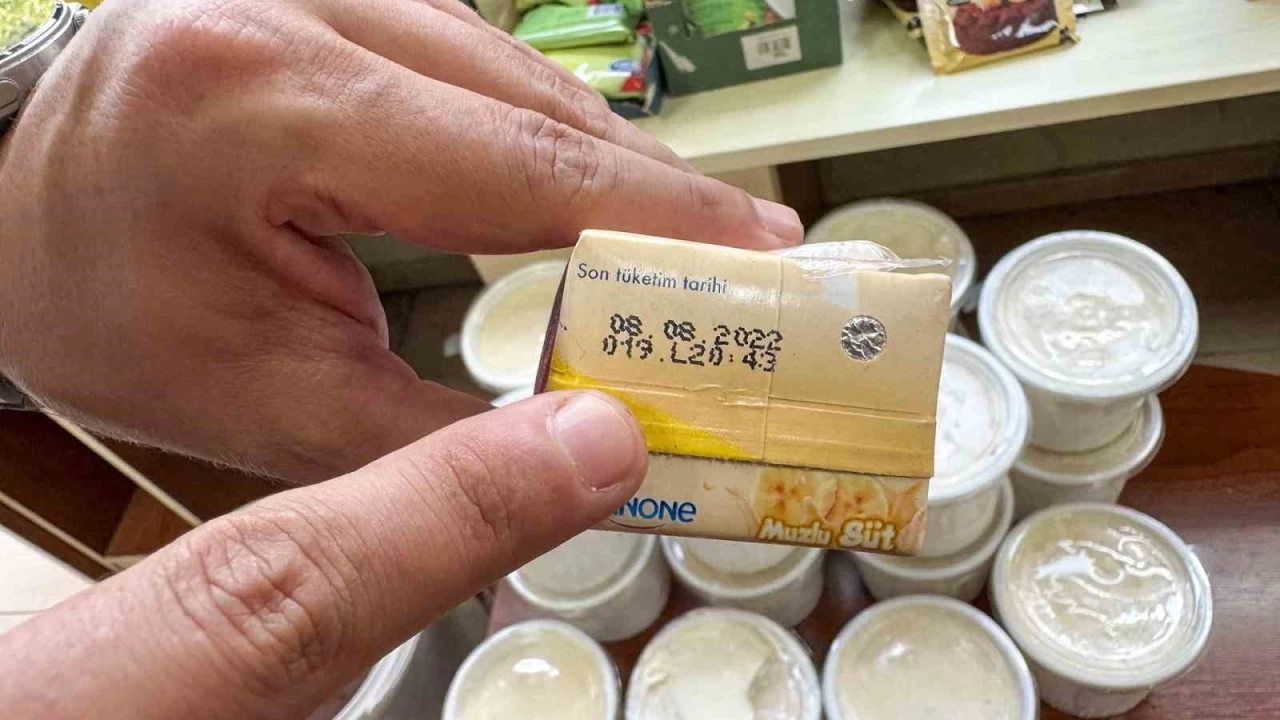 Son tüketim tarihi
08.08.2022
019.L20:43
NONE
Muzlu Süt